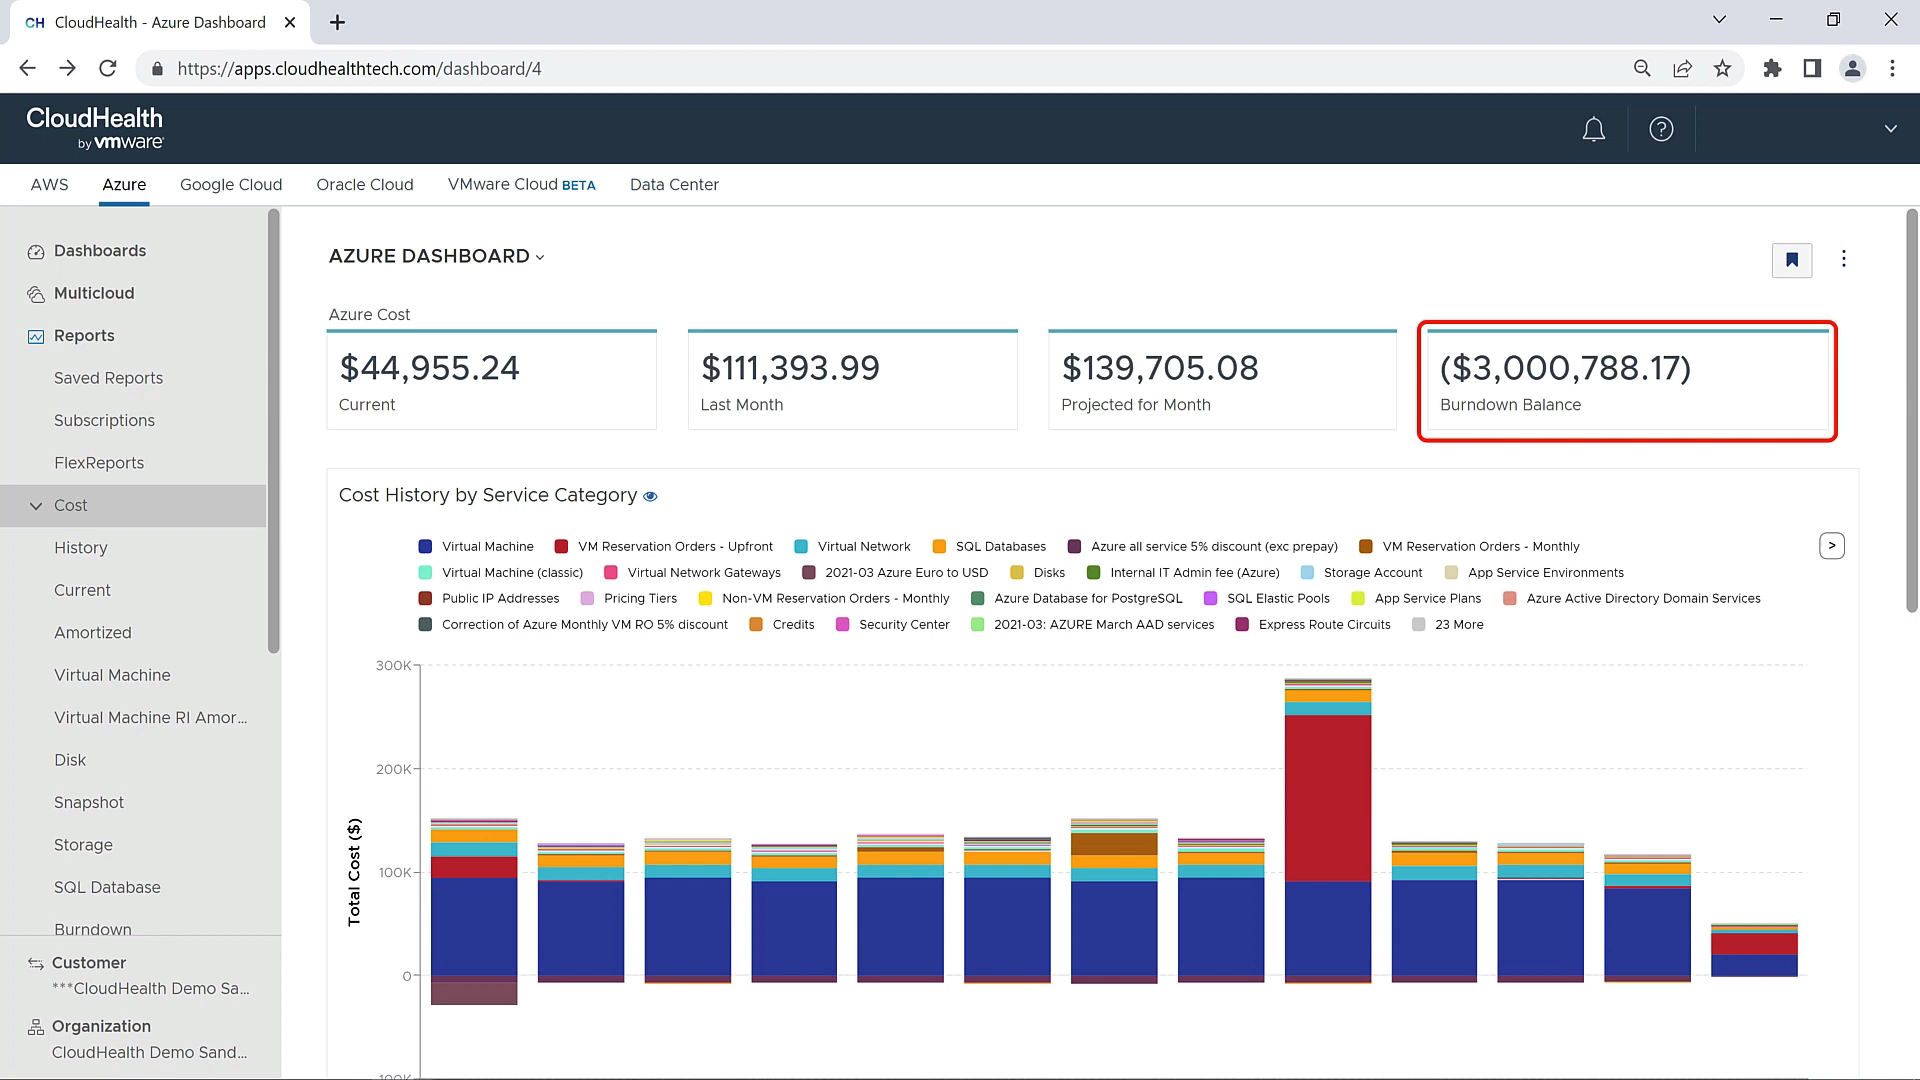 CH CloudHealth - Azure Dashboard
https://apps.cloudhealthtech.com/dashboard/4
CloudHealth
by vmware
AWS Azure Google Cloud Oracle Cloud VMware Cloud BETA Data Center
Dashboards
Multicloud
Reports
Saved Reports
Subscriptions
FlexReports
Cost
History
Current
Amortized
Virtual Machine
Virtual Machine RI Amor...
Disk
Snapshot
Storage
SQL Database
Burndown
Customer
***CloudHealth Demo Sa...
Organization
CloudHealth Demo Sand...
AZURE DASHBOARD
Azure Cost
$44,955.24
Current
$111,393.99
Last Month
$139,705.08
Projected for Month
($3,000,788.17)
Burndown Balance
Cost History by Service Category
Virtual Machine VM Reservation Orders - Upfront Virtual Network SQL Databases Azure all service 5% discount (exc prepay) VM Reservation Orders - Monthly
>
Virtual Machine (classic) Virtual Network Gateways 2021-03 Azure Euro to USD Disks Internal IT Admin fee (Azure) Storage Account App Service Environments
Public IP Addresses Pricing Tiers Non-VM Reservation Orders - Monthly Azure Database for PostgreSQL SQL Elastic Pools App Service Plans Azure Active Directory Domain Services
Correction of Azure Monthly VM RO 5% discount Credits Security Center 2021-03: AZURE March AAD services Express Route Circuits 23 More
300K
200K
100K
0
100K
Total Cost ($)